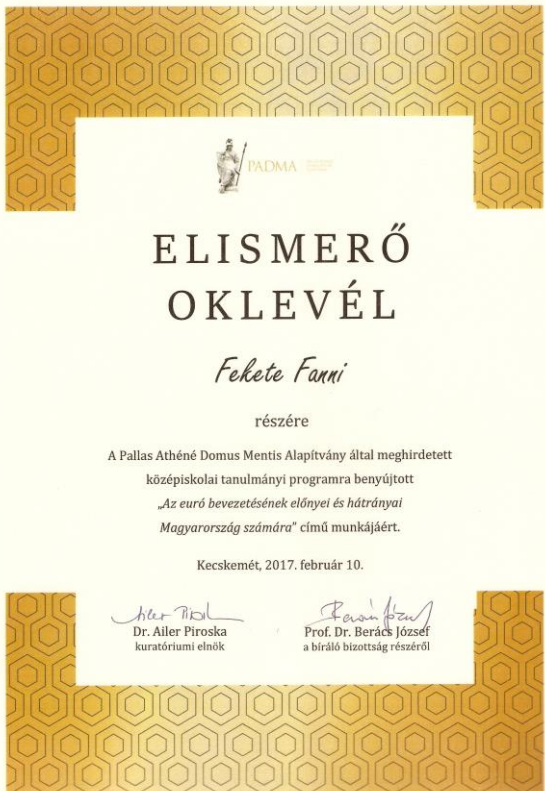 PADMA
ELISMERŐ
OKLEVÉL
Fekete Fanni
részére
A Pallas Athéné Domus Mentis Alapítvány által meghirdetett
középiskolai tanulmányi programra benyújtott
„Az euró bevezetésének előnyei és hátrányai
Magyarország számára" című munkájáért.
Kecskemét, 2017. február 10.
Dr. Ailer Piroska
kuratóriumi elnök
Prof. Dr. Berács József
a bíráló bizottság részéről